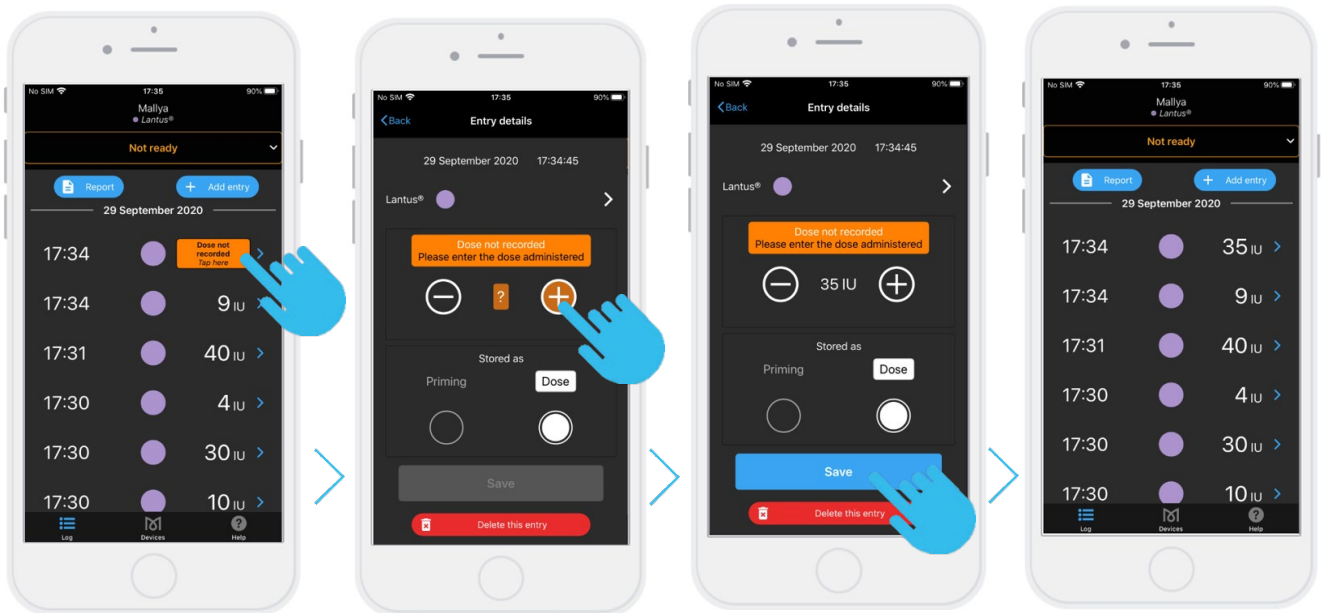 No SIM 17:35 90%
Mallya
Lantus®
Not ready
Report
+ Add entry
29 September 2020
17:34
Dose not
recorded
Tap here
17:34 9 IU
17:31 40 IU
17:30 4 IU
17:30 30 IU
17:30 10 IU
Log Devices Help
No SIM 17:35 90%
Back Entry details
29 September 2020 17:34:45
Lantus®
Dose not recorded
Please enter the dose administered
?
Stored as
Priming Dose
Save
Delete this entry
No SIM 17:35 90%
Back Entry details
29 September 2020 17:34:45
Lantus®
Dose not recorded
Please enter the dose administered
35 IU
Stored as
Priming Dose
Save
Delete this entry
No SIM 17:35 90%
Mallya
Lantus®
Not ready
Report
+ Add entry
29 September 2020
17:34 35 IU
17:34 9 IU
17:31 40 IU
17:30 4 IU
17:30 30 IU
17:30 10 IU
Log Devices Help